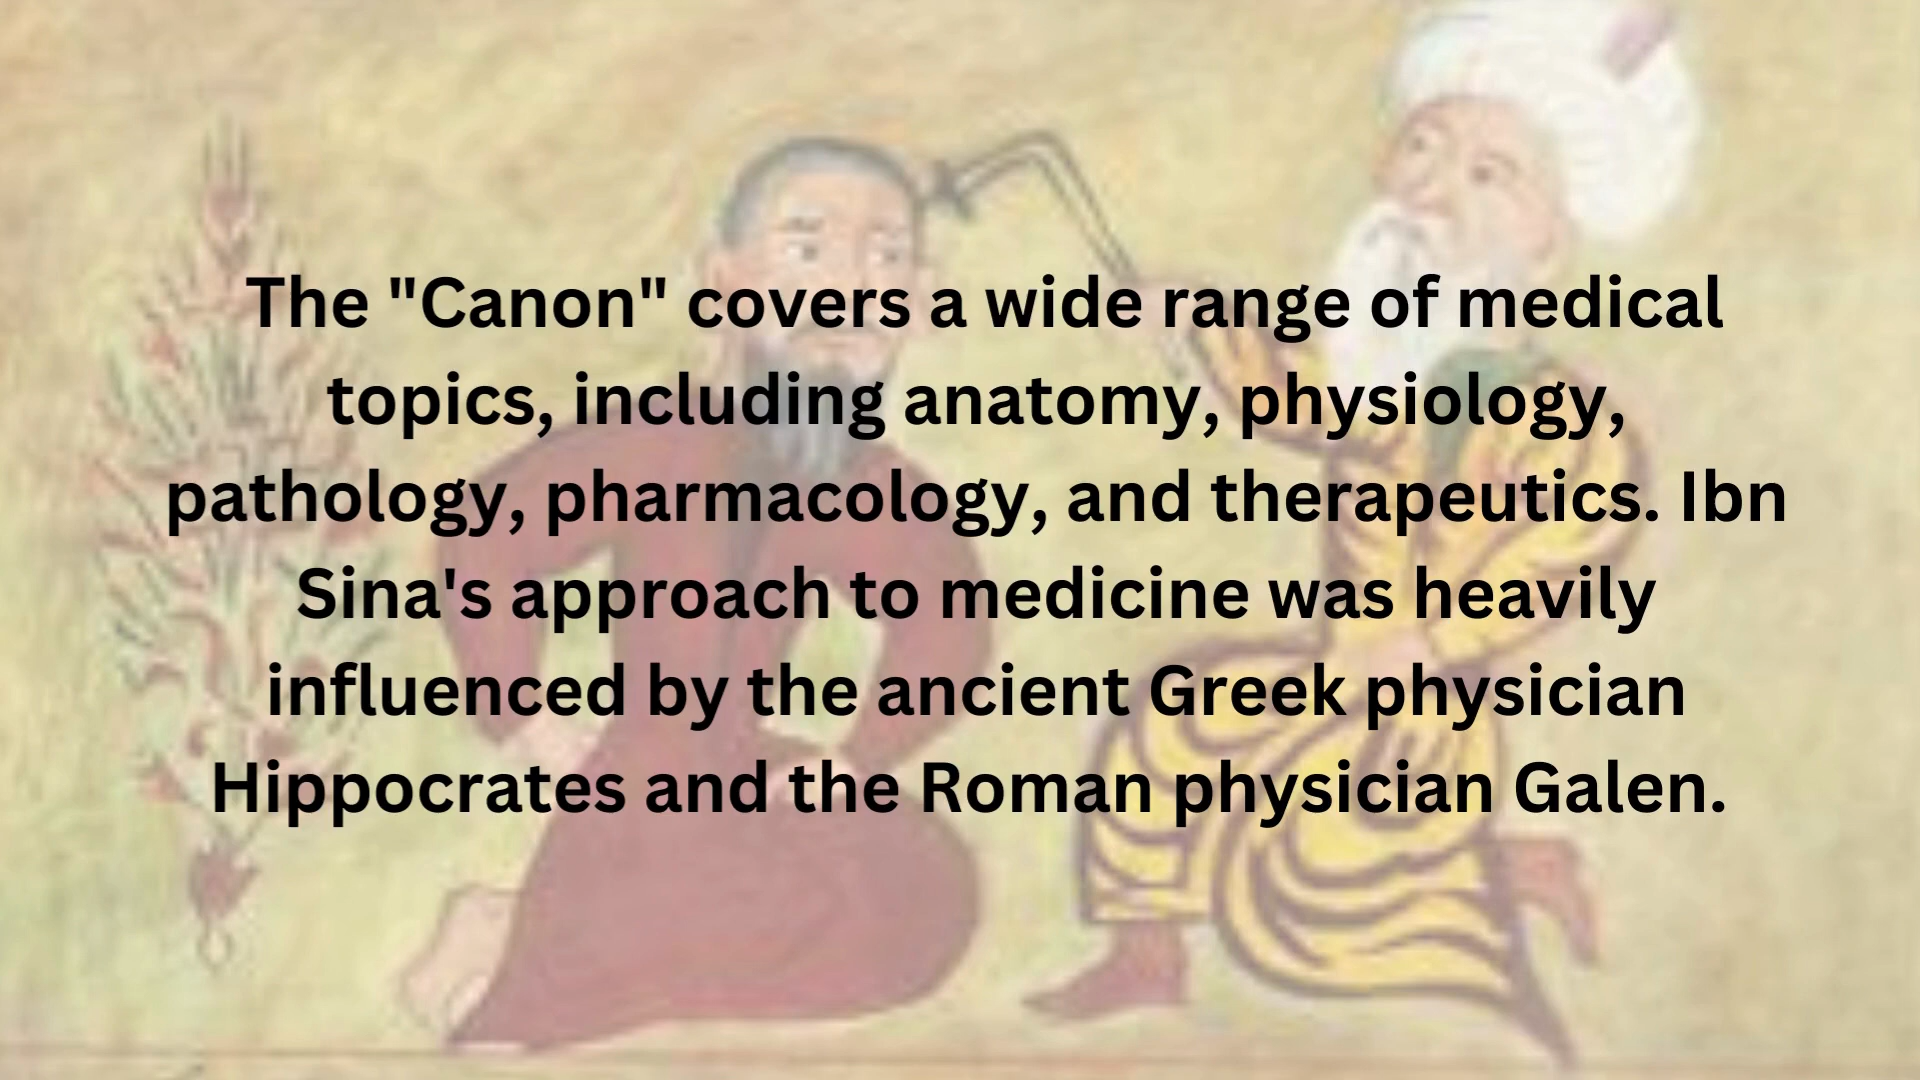 The "Canon" covers a wide range of medical
topics, including anatomy, physiology,
pathology, pharmacology, and therapeutics. Ibn
Sina's approach to medicine was heavily
influenced by the ancient Greek physician
Hippocrates and the Roman physician Galen.